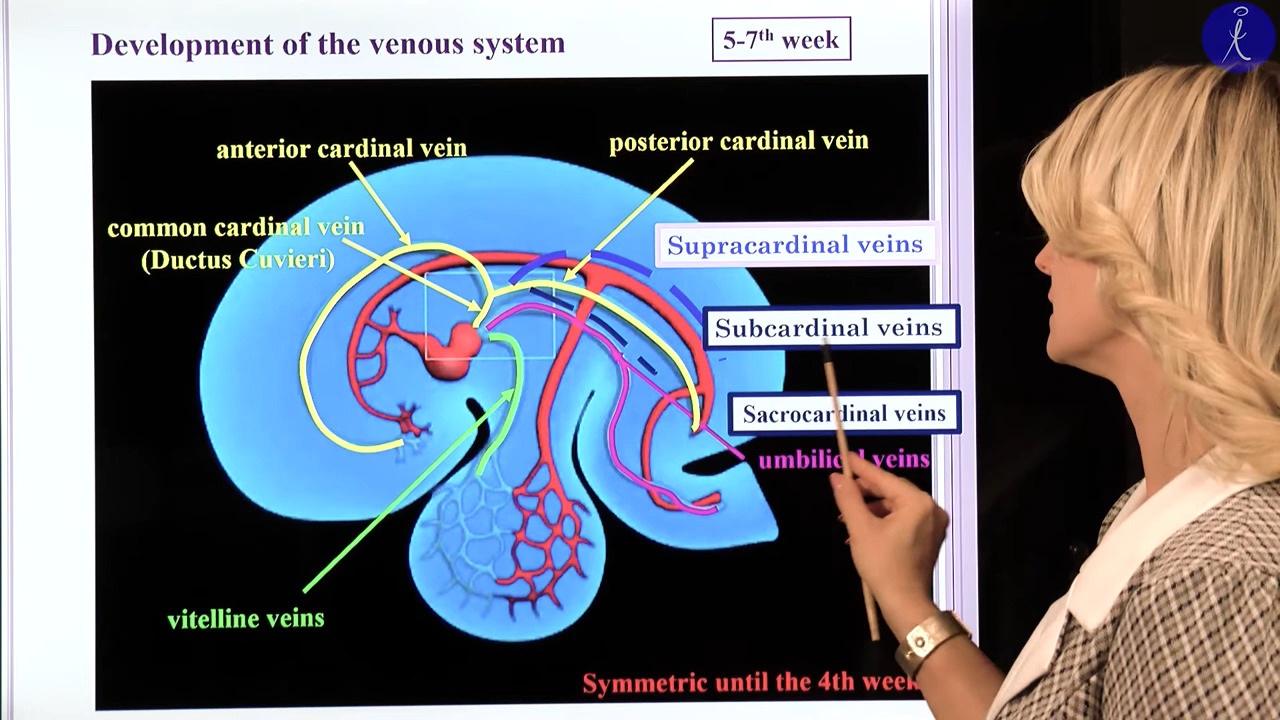 Development of the venous system
5-7th week
anterior cardinal vein
posterior cardinal vein
common cardinal vein
(Ductus Cuvieri)
Supracardinal veins
Subcardinal veins
Sacrocardinal veins
umbilical veins
vitelline veins
Symmetric until the 4th week